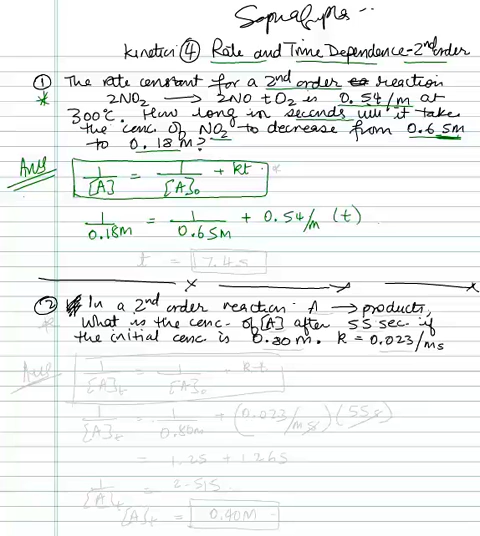 Kinetics ④ Rate and Time Dependence-2nd order
① The rate constant for a 2nd order reaction
2NO2 → 2NO + O2 is 0.54/m at
300°C. How long in seconds will it take
the conc of NO2 to decrease from 0.65M
to 0.18 M?
Ans
1/[A] = 1/[A]o + kt
1/0.18M = 1/0.65M + 0.54/m (t)
t = 7.4s
② In a 2nd order reaction A → products,
What is the conc. of [A] after 55 sec. if
the initial conc. is 0.80 M. k = 0.023/ms
Ans
1/[A]t = 1/[A]o + kt
1/[A]t = 1/0.80M + (0.023/ms) (55s)
= 1.25 + 1.265
1/[A]t = 2.515
[A]t = 0.40M